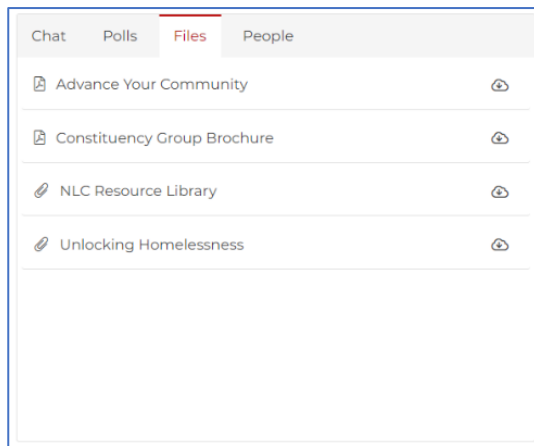 Chat Polls Files People
Advance Your Community
Constituency Group Brochure
NLC Resource Library
Unlocking Homelessness